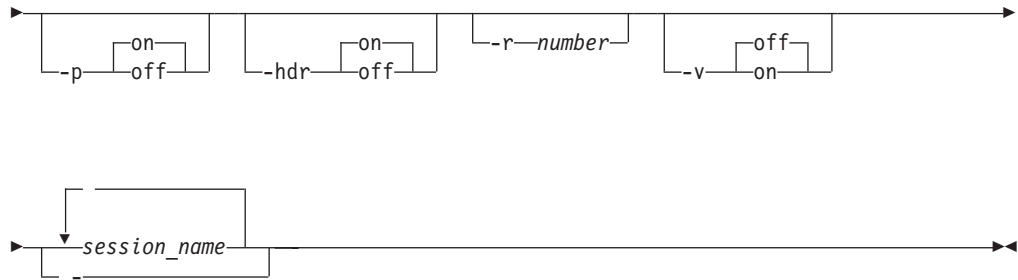 on on off
-p off -hdr off -r number -v on
session_name
-